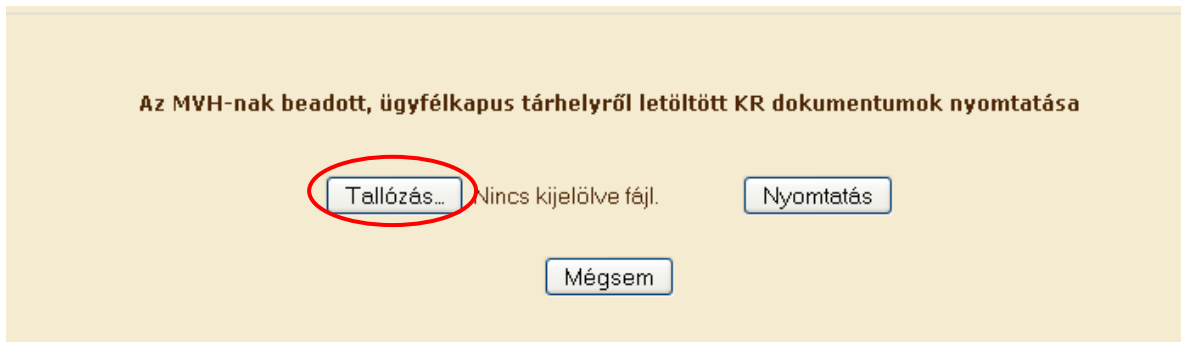 Az MVH-nak beadott, ügyfélkapus tárhelyről letöltött KR dokumentumok nyomtatása
Tallózás... Nincs kijelölve fájl. Nyomtatás
Mégsem